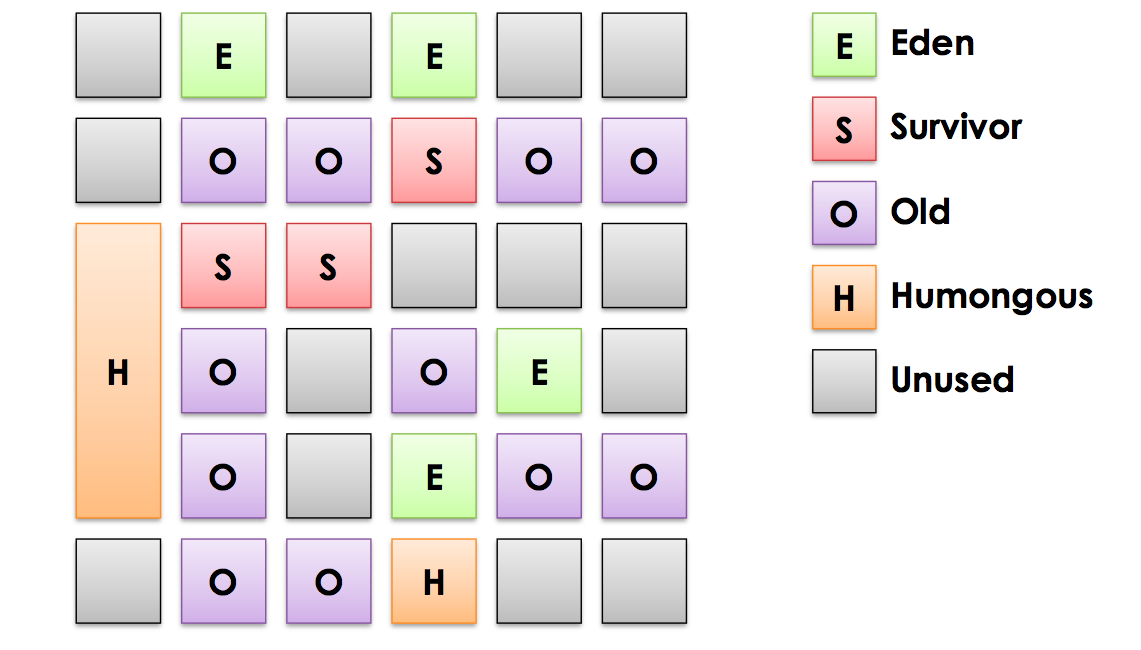 E E
O O S O O
S S
H O O E
O E O O
O O H
E Eden
S Survivor
O Old
H Humongous
Unused